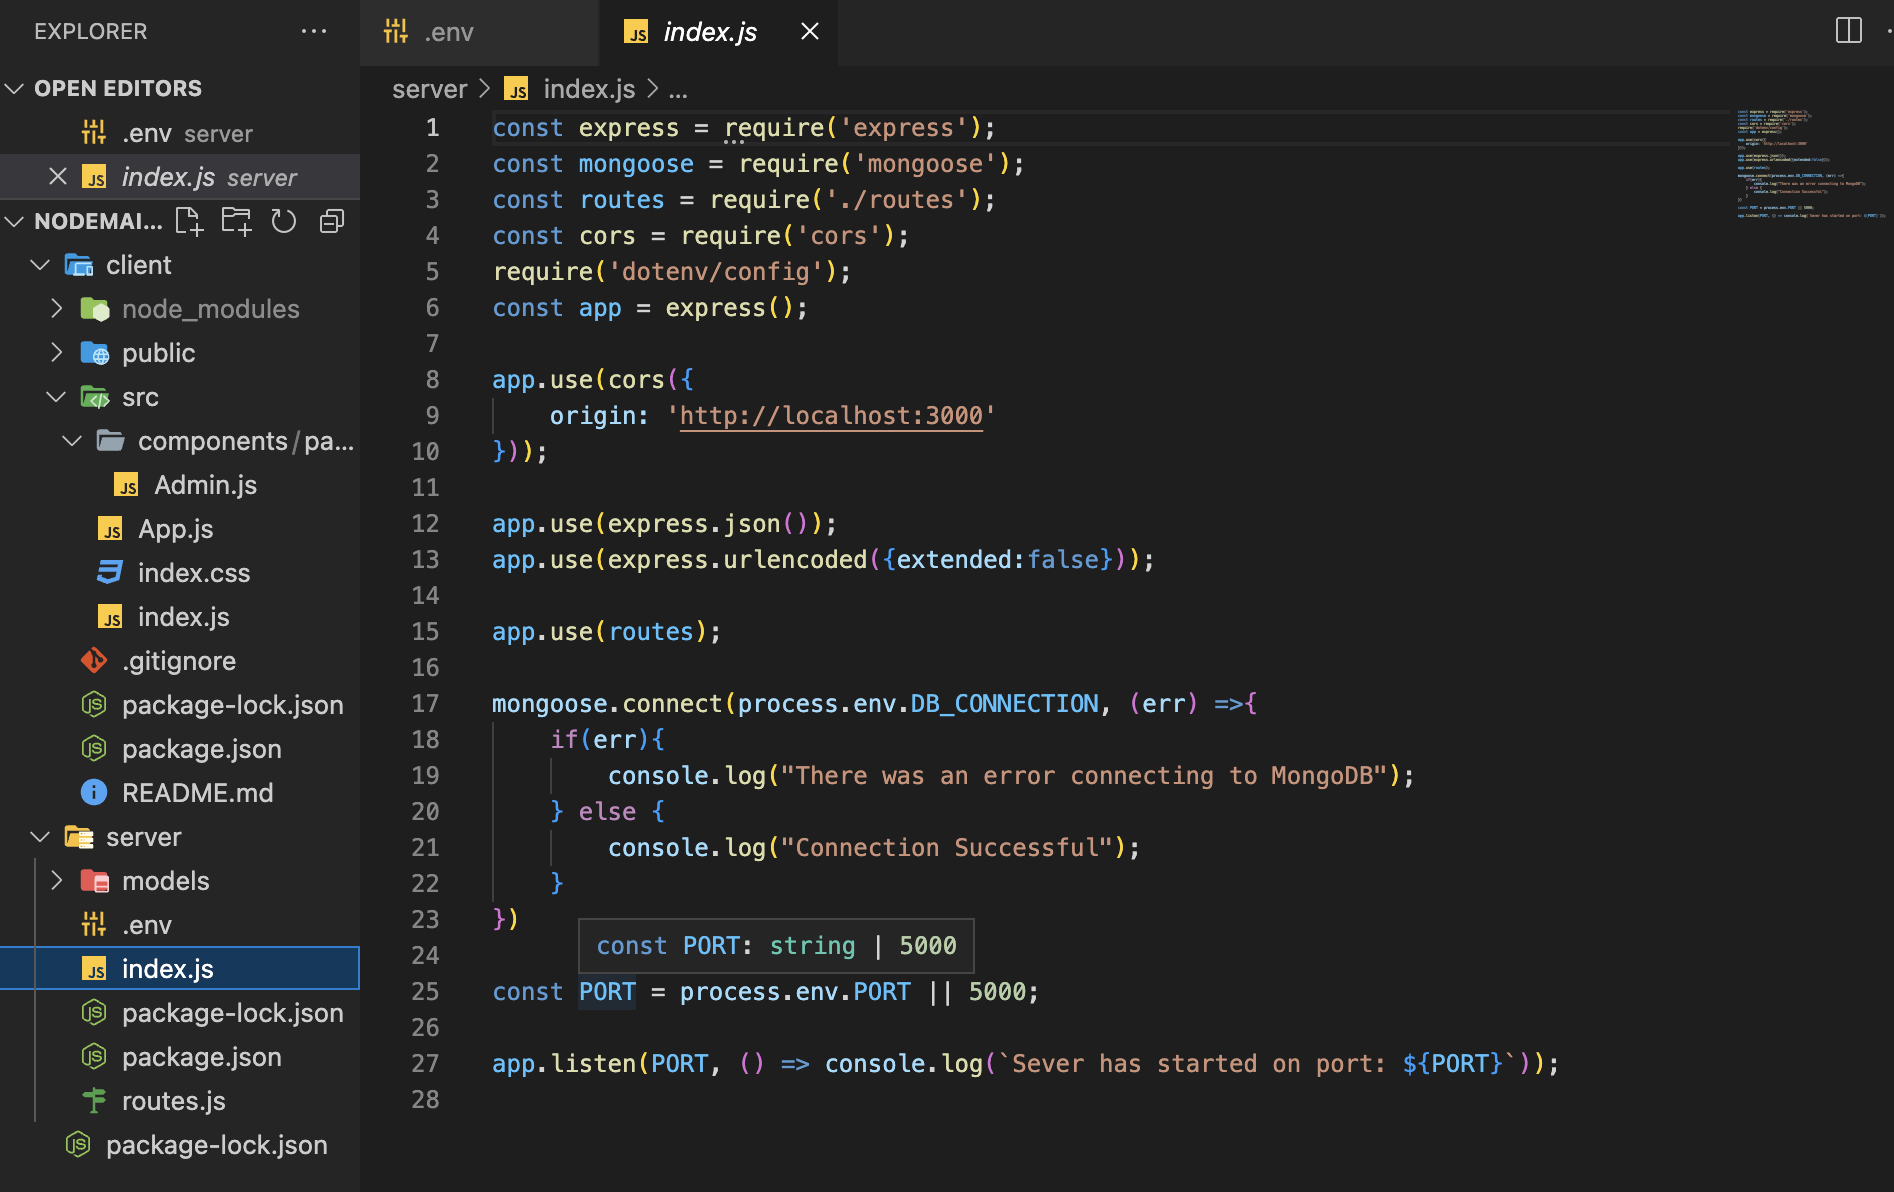 EXPLORER
OPEN EDITORS
.env server
index.js server
NODEMAI...
client
node_modules
public
src
components/pa...
Admin.js
App.js
index.css
index.js
.gitignore
package-lock.json
package.json
README.md
server
models
.env
index.js
package-lock.json
package.json
routes.js
package-lock.json
.env
JS index.js
server > JS index.js > ...
1 const express = require('express');
2 const mongoose = require('mongoose');
3 const routes = require('./routes');
4 const cors = require('cors');
5 require('dotenv/config');
6 const app = express();
7
8 app.use(cors({
9 origin: 'http://localhost:3000'
10 }));
11
12 app.use(express.json());
13 app.use(express.urlencoded({extended:false}));
14
15 app.use(routes);
16
17 mongoose.connect(process.env.DB_CONNECTION, (err) =>{
18 if(err){
19 console.log("There was an error connecting to MongoDB");
20 } else {
21 console.log("Connection Successful");
22 }
23 })
const PORT: string | 5000
24
25 const PORT = process.env.PORT || 5000;
26
27 app.listen(PORT, () => console.log(`Sever has started on port: ${PORT}`));
28